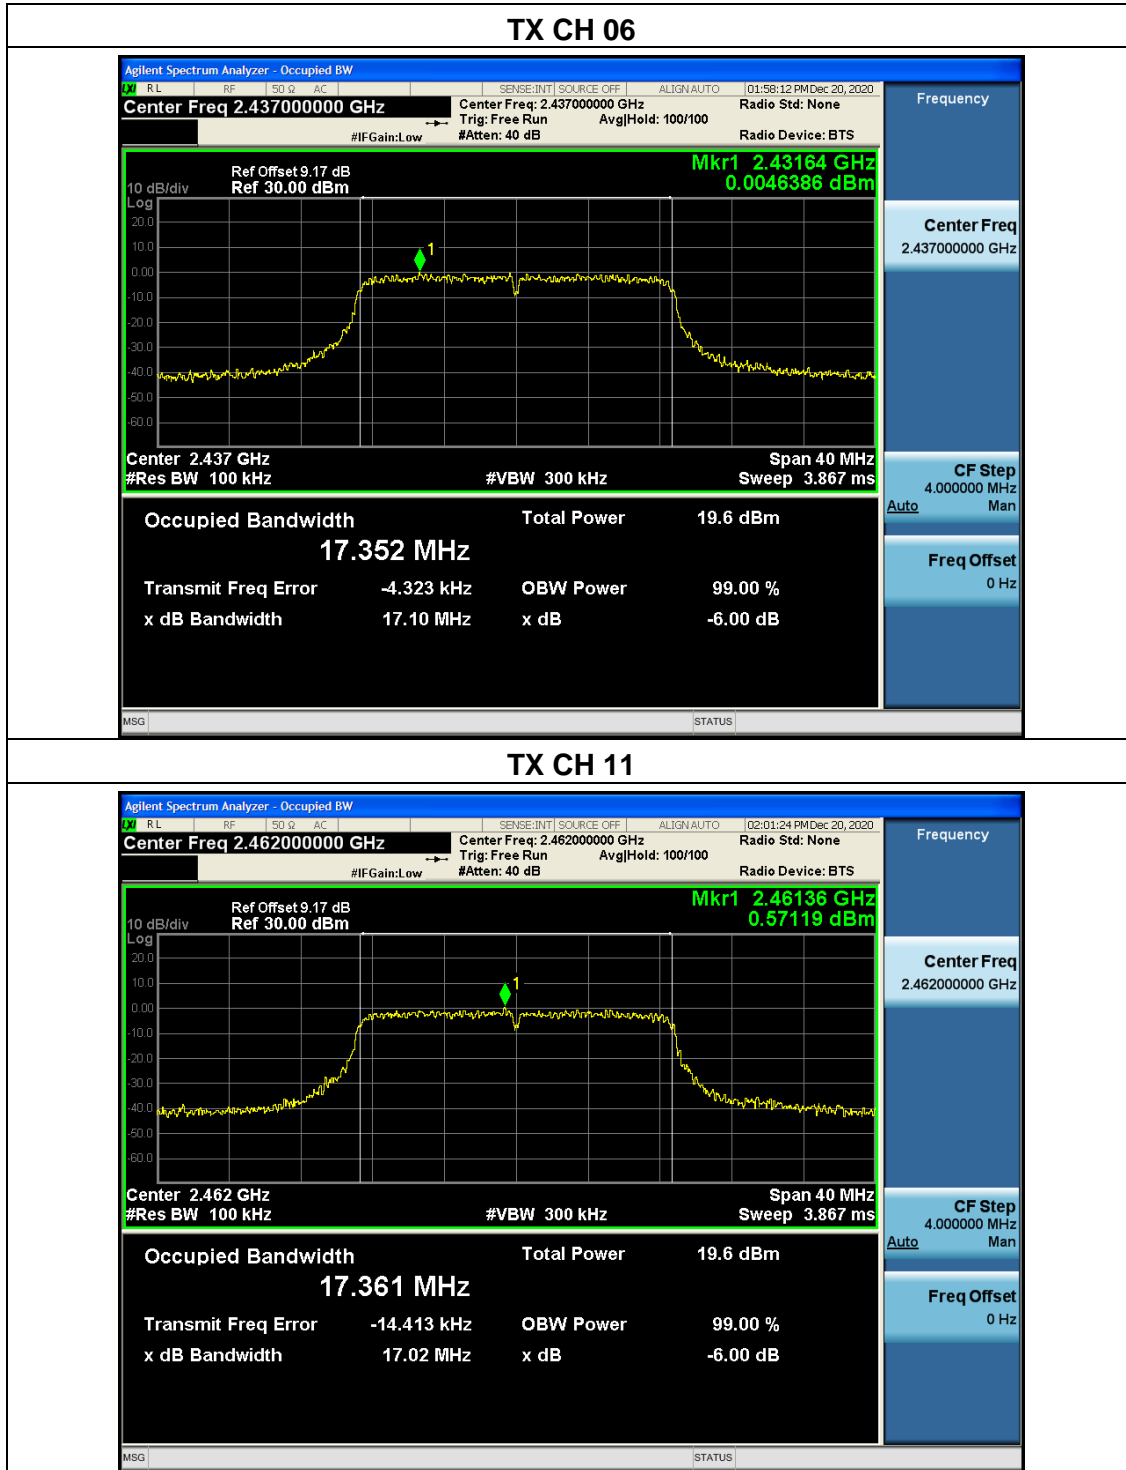 TX CH 06
Agilent Spectrum Analyzer - Occupied BW
LXI RL RF 50 Ω AC SENSE:INT SOURCE OFF ALIGN AUTO 01:58:12 PM Dec 20, 2020
Center Freq 2.437000000 GHz
Center Freq: 2.437000000 GHz Radio Std: None
Trig: Free Run Avg|Hold: 100/100
#IFGain:Low #Atten: 40 dB Radio Device: BTS
Frequency
Mkr1 2.43164 GHz
0.0046386 dBm
Ref Offset 9.17 dB
10 dB/div Ref 30.00 dBm
Log
20.0
10.0
0.00
-10.0
-20.0
-30.0
-40.0
-50.0
-60.0
1
Center 2.437 GHz Span 40 MHz
#Res BW 100 kHz #VBW 300 kHz Sweep 3.867 ms
Occupied Bandwidth Total Power 19.6 dBm
17.352 MHz
Transmit Freq Error -4.323 kHz OBW Power 99.00 %
x dB Bandwidth 17.10 MHz x dB -6.00 dB
Center Freq
2.437000000 GHz
CF Step
4.000000 MHz
Auto Man
Freq Offset
0 Hz
MSG STATUS
TX CH 11
Agilent Spectrum Analyzer - Occupied BW
LXI RL RF 50 Ω AC SENSE:INT SOURCE OFF ALIGN AUTO 02:01:24 PM Dec 20, 2020
Center Freq 2.462000000 GHz
Center Freq: 2.462000000 GHz Radio Std: None
Trig: Free Run Avg|Hold: 100/100
#IFGain:Low #Atten: 40 dB Radio Device: BTS
Frequency
Mkr1 2.46136 GHz
0.57119 dBm
Ref Offset 9.17 dB
10 dB/div Ref 30.00 dBm
Log
20.0
10.0
0.00
-10.0
-20.0
-30.0
-40.0
-50.0
-60.0
1
Center 2.462 GHz Span 40 MHz
#Res BW 100 kHz #VBW 300 kHz Sweep 3.867 ms
Occupied Bandwidth Total Power 19.6 dBm
17.361 MHz
Transmit Freq Error -14.413 kHz OBW Power 99.00 %
x dB Bandwidth 17.02 MHz x dB -6.00 dB
Center Freq
2.462000000 GHz
CF Step
4.000000 MHz
Auto Man
Freq Offset
0 Hz
MSG STATUS